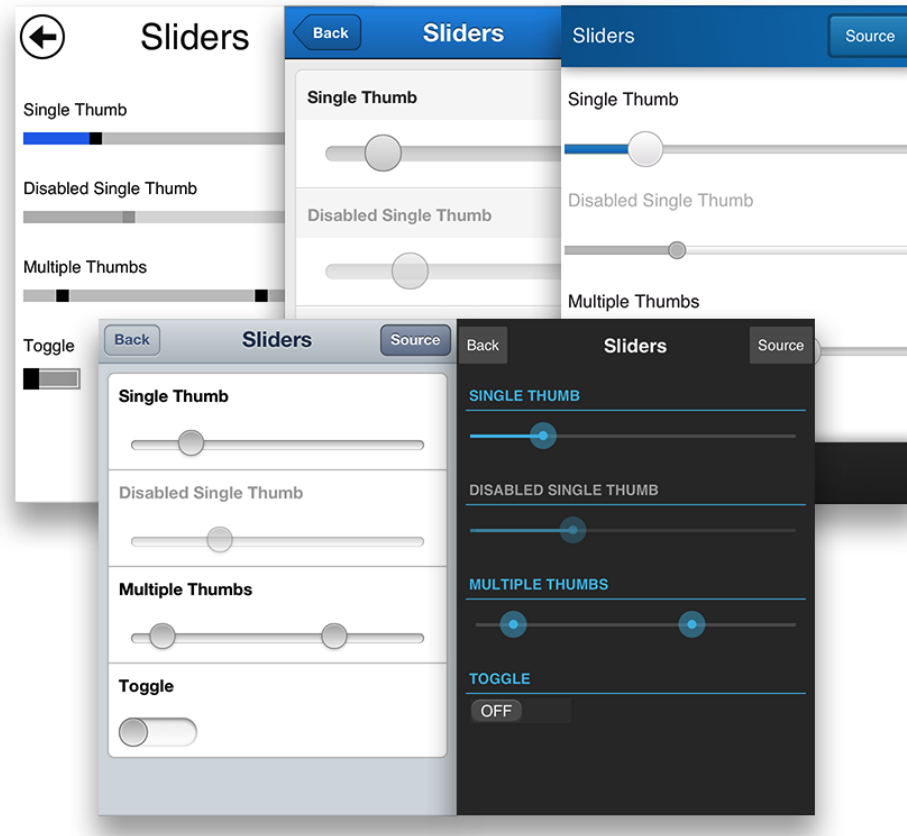 Sliders
Single Thumb
Disabled Single Thumb
Multiple Thumbs
Toggle
Back
Sliders
Single Thumb
Disabled Single Thumb
Sliders
Source
Single Thumb
Disabled Single Thumb
Multiple Thumbs
Back
Sliders
Source
Single Thumb
Disabled Single Thumb
Multiple Thumbs
Toggle
Back
Sliders
Source
SINGLE THUMB
DISABLED SINGLE THUMB
MULTIPLE THUMBS
TOGGLE
OFF